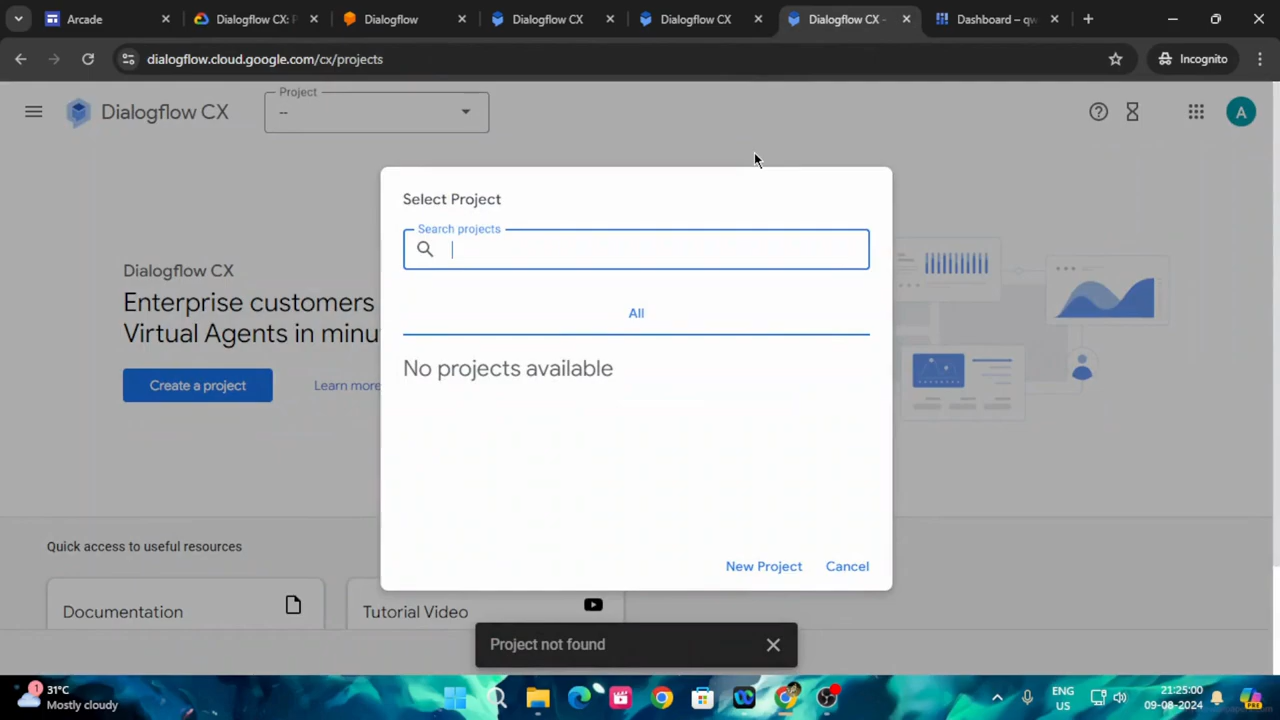 Arcade
Dialogflow CX: P
Dialogflow
Dialogflow CX
Dialogflow CX
Dialogflow CX -
Dashboard – qw
dialogflow.cloud.google.com/cx/projects
Incognito
Dialogflow CX
Project
--
A
Select Project
Search projects
All
No projects available
New Project
Cancel
Dialogflow CX
Enterprise customers
Virtual Agents in minu
Create a project
Learn more
Quick access to useful resources
Documentation
Tutorial Video
Project not found
1
31°C
Mostly cloudy
ENG
US
21:25:00
09-08-2024
PRE